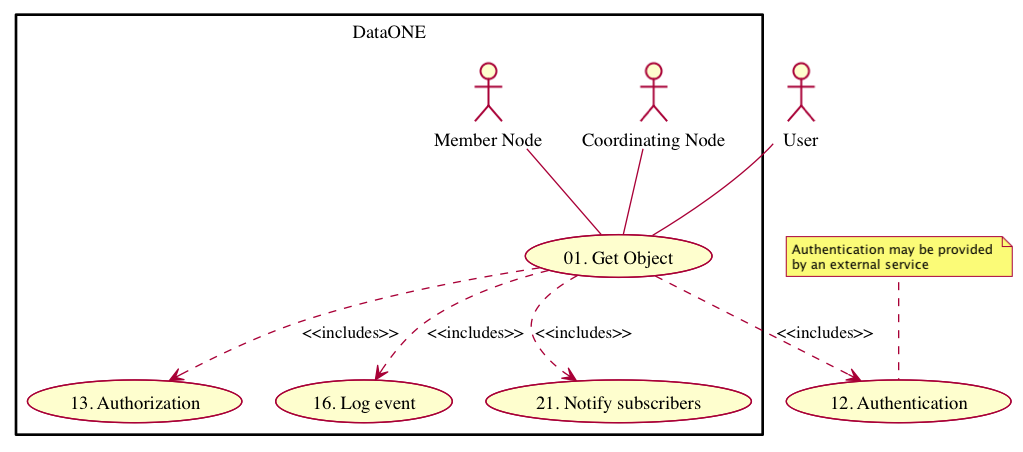 DataONE
Member Node
Coordinating Node
User
01. Get Object
Authentication may be provided
by an external service
<<includes>>
<<includes>>
<<includes>>
<<includes>>
13. Authorization
16. Log event
21. Notify subscribers
12. Authentication